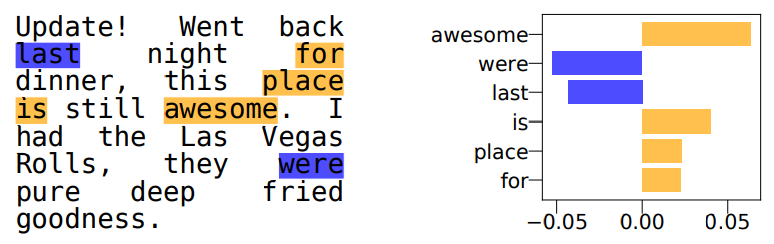 Update! Went back
last night for
dinner, this place
is still awesome. I
had the Las Vegas
Rolls, they were
pure deep fried
goodness.
awesome
were
last
is
place
for
−0.05 0.00 0.05